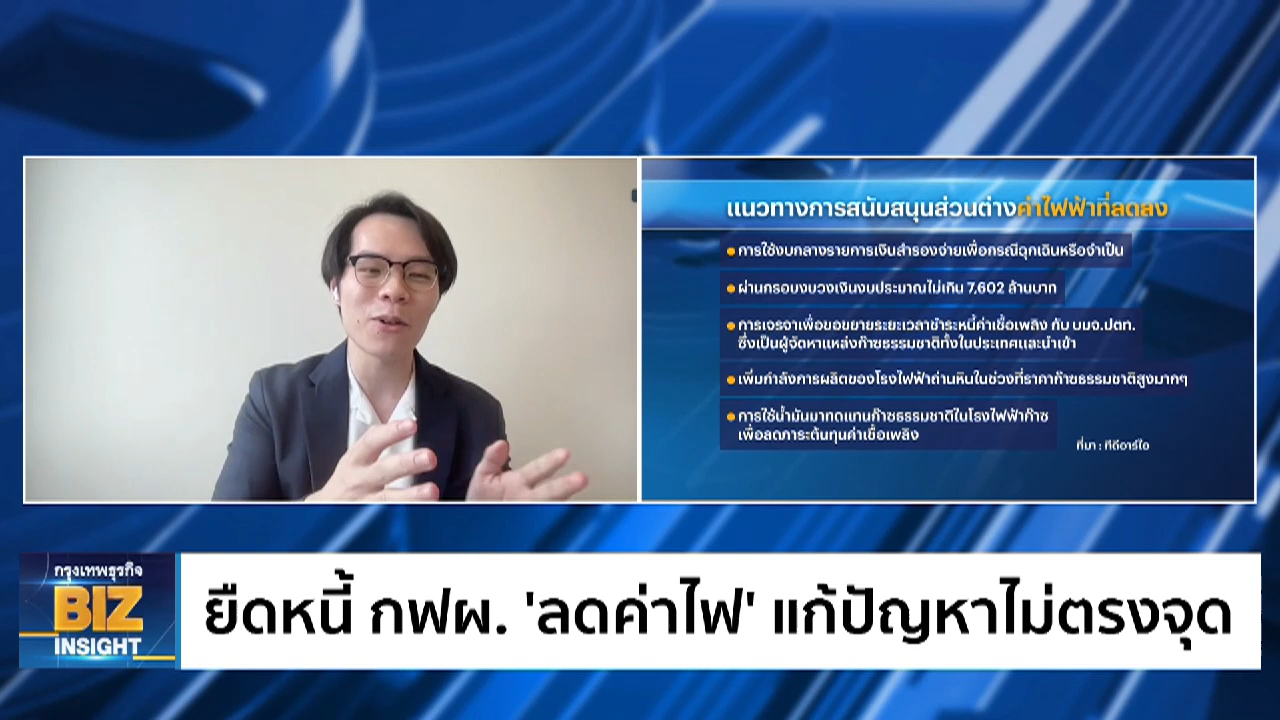 แนวทางการสนับสนุนส่วนต่างค่าไฟฟ้าที่ลดลง
การใช้งบกลางรายการเงินสำรองจ่ายเพื่อกรณีฉุกเฉินหรือจำเป็น
ผ่านกรอบงบวงเงินงบประมาณไม่เกิน 7,602 ล้านบาท
การเจรจาเพื่อขอขยายระยะเวลาชำระหนี้ค่าเชื้อเพลิง กับ บมจ.ปตท.
ซึ่งเป็นผู้จัดหาแหล่งก๊าซธรรมชาติทั้งในประเทศและนำเข้า
เพิ่มกำลังการผลิตของโรงไฟฟ้าถ่านหินในช่วงที่ราคาก๊าซธรรมชาติสูงมากๆ
การใช้น้ำมันมาทดแทนก๊าซธรรมชาติในโรงไฟฟ้าก๊าซ
เพื่อลดภาระต้นทุนค่าเชื้อเพลิง
ที่มา : ทีดีอาร์ไอ
กรุงเทพธุรกิจ
BIZ
INSIGHT
ยืดหนี้ กฟผ. 'ลดค่าไฟ' แก้ปัญหาไม่ตรงจุด